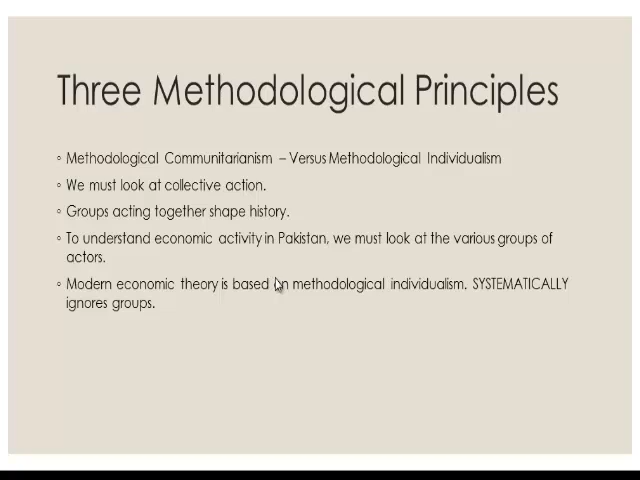 Three Methodological Principles
◦ Methodological Communitarianism – Versus Methodological Individualism
◦ We must look at collective action.
◦ Groups acting together shape history.
◦ To understand economic activity in Pakistan, we must look at the various groups of
actors.
◦ Modern economic theory is based on methodological individualism. SYSTEMATICALLY
ignores groups.